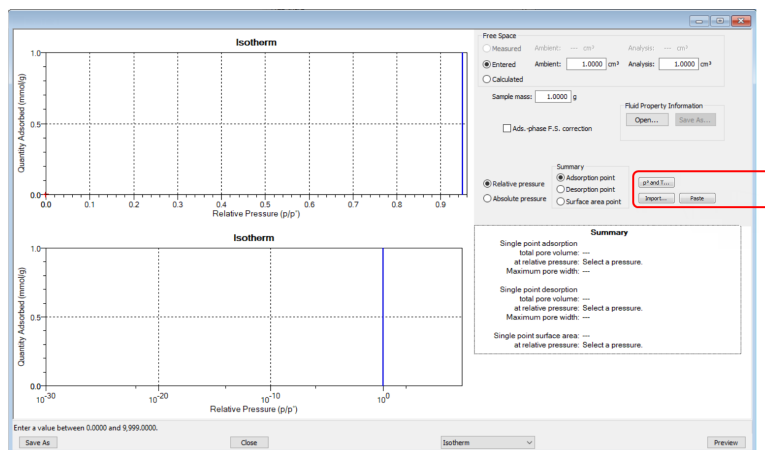 Isotherm
Quantity Adsorbed (mmol/g)
1.0
0.5
0.0
0.0 0.1 0.2 0.3 0.4 0.5 0.6 0.7 0.8 0.9
Relative Pressure (p/p°)
Isotherm
Quantity Adsorbed (mmol/g)
1.0
0.5
0.0
10-30 10-20 10-10 100
Relative Pressure (p/p°)
Free Space
Measured Ambient: --- cm³ Analysis: --- cm³
Entered Ambient: 1.0000 cm³ Analysis: 1.0000 cm³
Calculated
Sample mass: 1.0000 g
Fluid Property Information
Open... Save As...
Ads.-phase F.S. correction
Summary
Relative pressure
Absolute pressure
Adsorption point
Desorption point
Surface area point
p° and T...
Import... Paste
Summary
Single point adsorption
total pore volume: ---
at relative pressure: Select a pressure.
Maximum pore width: ---
Single point desorption
total pore volume: ---
at relative pressure: Select a pressure.
Maximum pore width: ---
Single point surface area: ---
at relative pressure: Select a pressure.
Enter a value between 0.0000 and 9,999.0000.
Save As Close Isotherm Preview